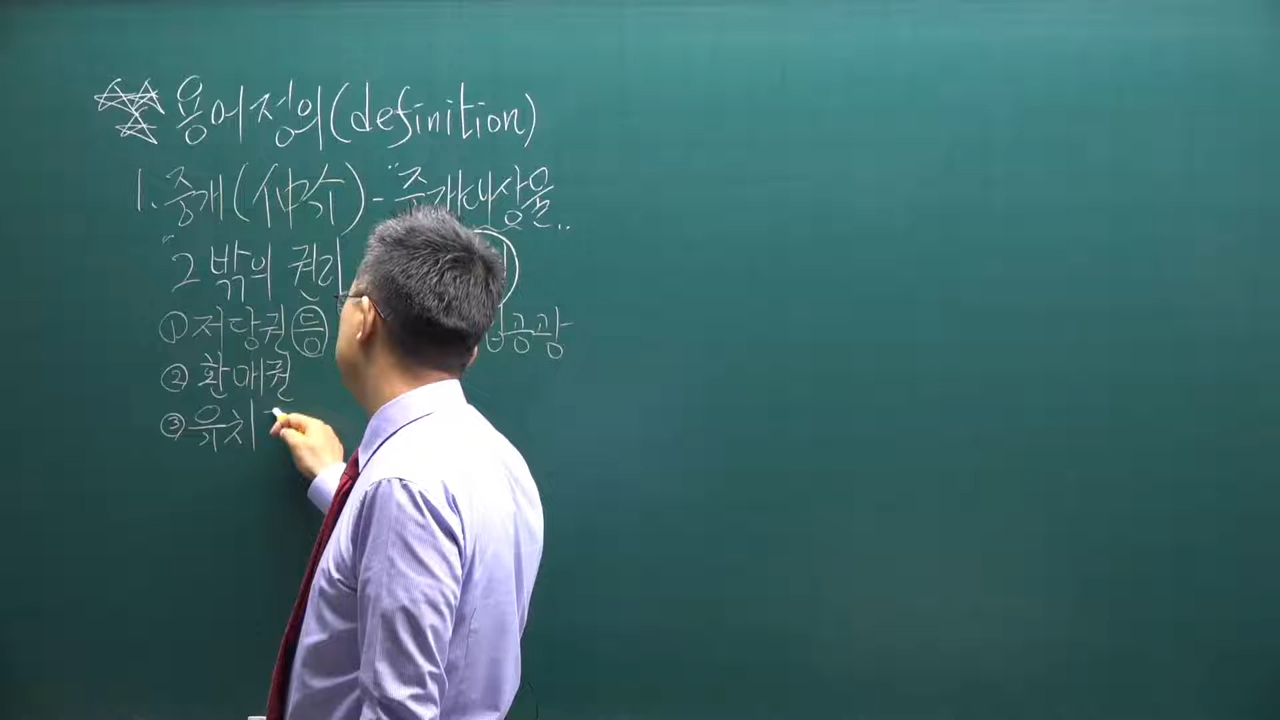 용어정의(definition)
1. 중개(仲介) - "중개대상물..
"그 밖의 권리
① 저당권(등) 공광
② 환매권
③ 유치